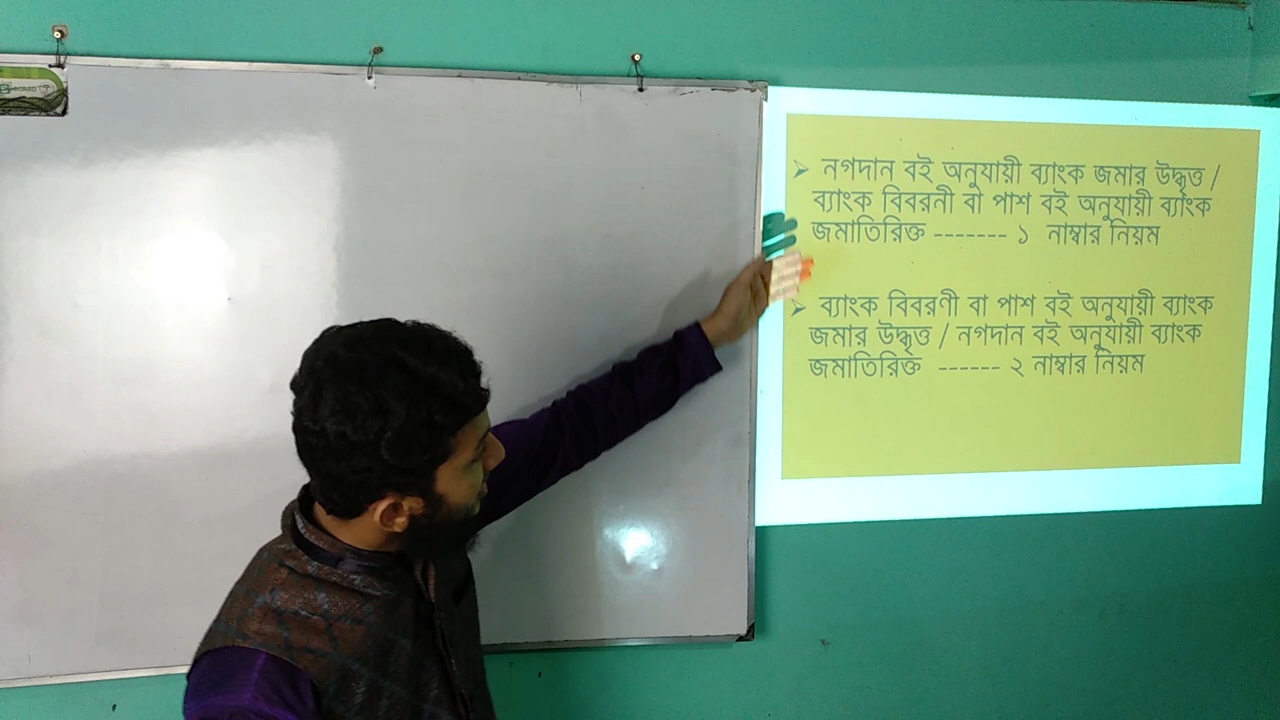 নগদান বই অনুযায়ী ব্যাংক জমার উদ্ধৃত্ত /
ব্যাংক বিবরনী বা পাশ বই অনুযায়ী ব্যাংক
জমাতিরিক্ত ------- ১ নাম্বার নিয়ম
ব্যাংক বিবরণী বা পাশ বই অনুযায়ী ব্যাংক
জমার উদ্ধৃত্ত / নগদান বই অনুযায়ী ব্যাংক
জমাতিরিক্ত ------ ২ নাম্বার নিয়ম